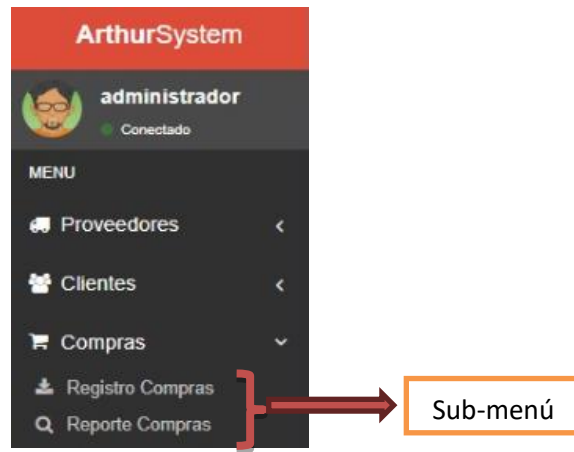 ArthurSystem
administrador
Conectado
MENU
Proveedores
Clientes
Compras
Registro Compras
Reporte Compras
Sub-menú